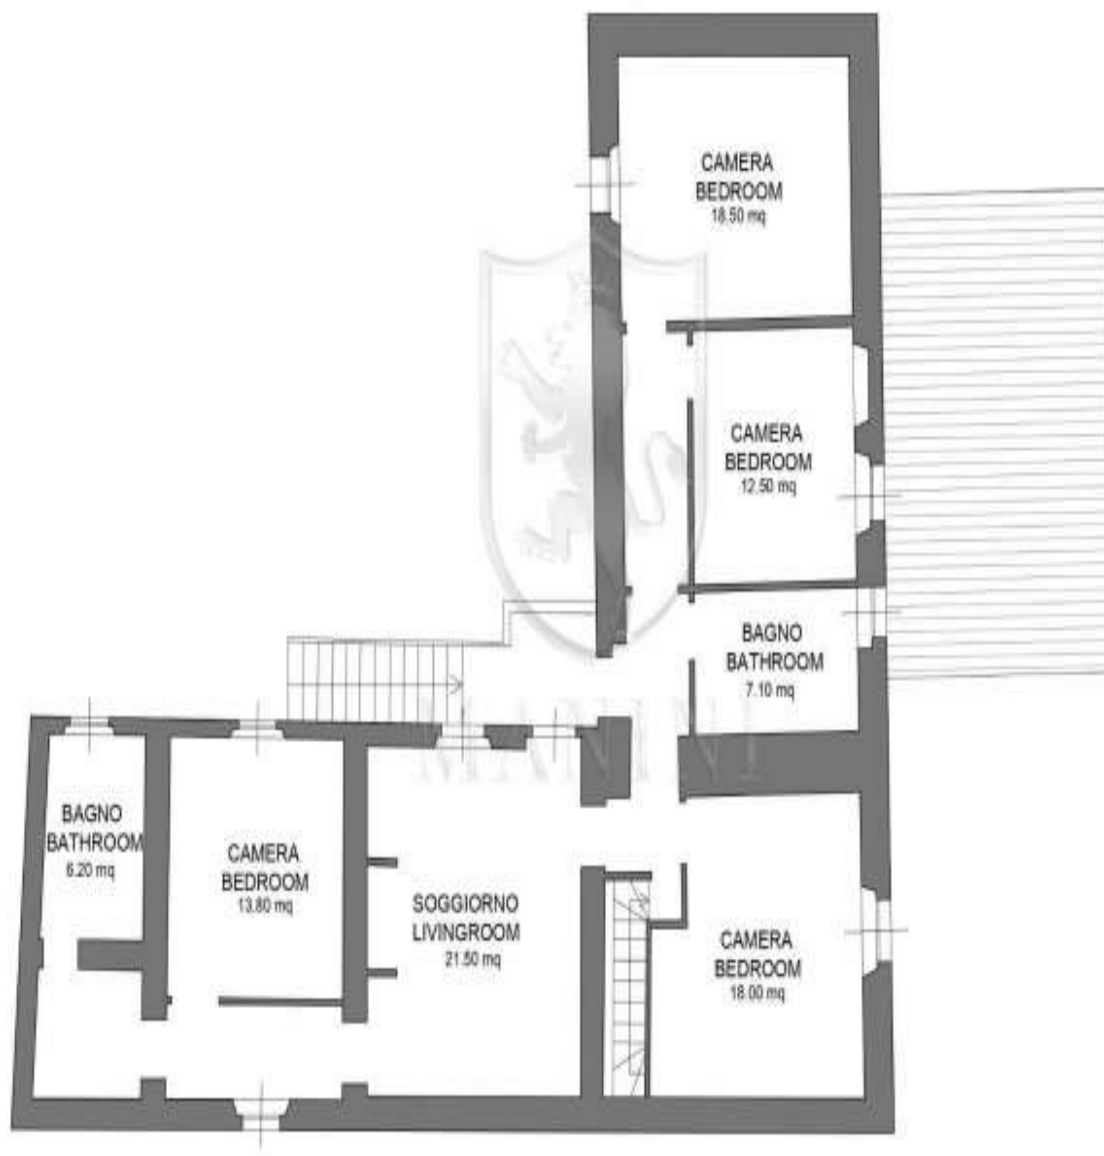 CAMERA
BEDROOM
18.50 mq
CAMERA
BEDROOM
12.50 mq
BAGNO
BATHROOM
7.10 mq
MANINI
BAGNO
BATHROOM
6.20 mq
CAMERA
BEDROOM
13.80 mq
SOGGIORNO
LIVINGROOM
21.50 mq
CAMERA
BEDROOM
18.00 mq